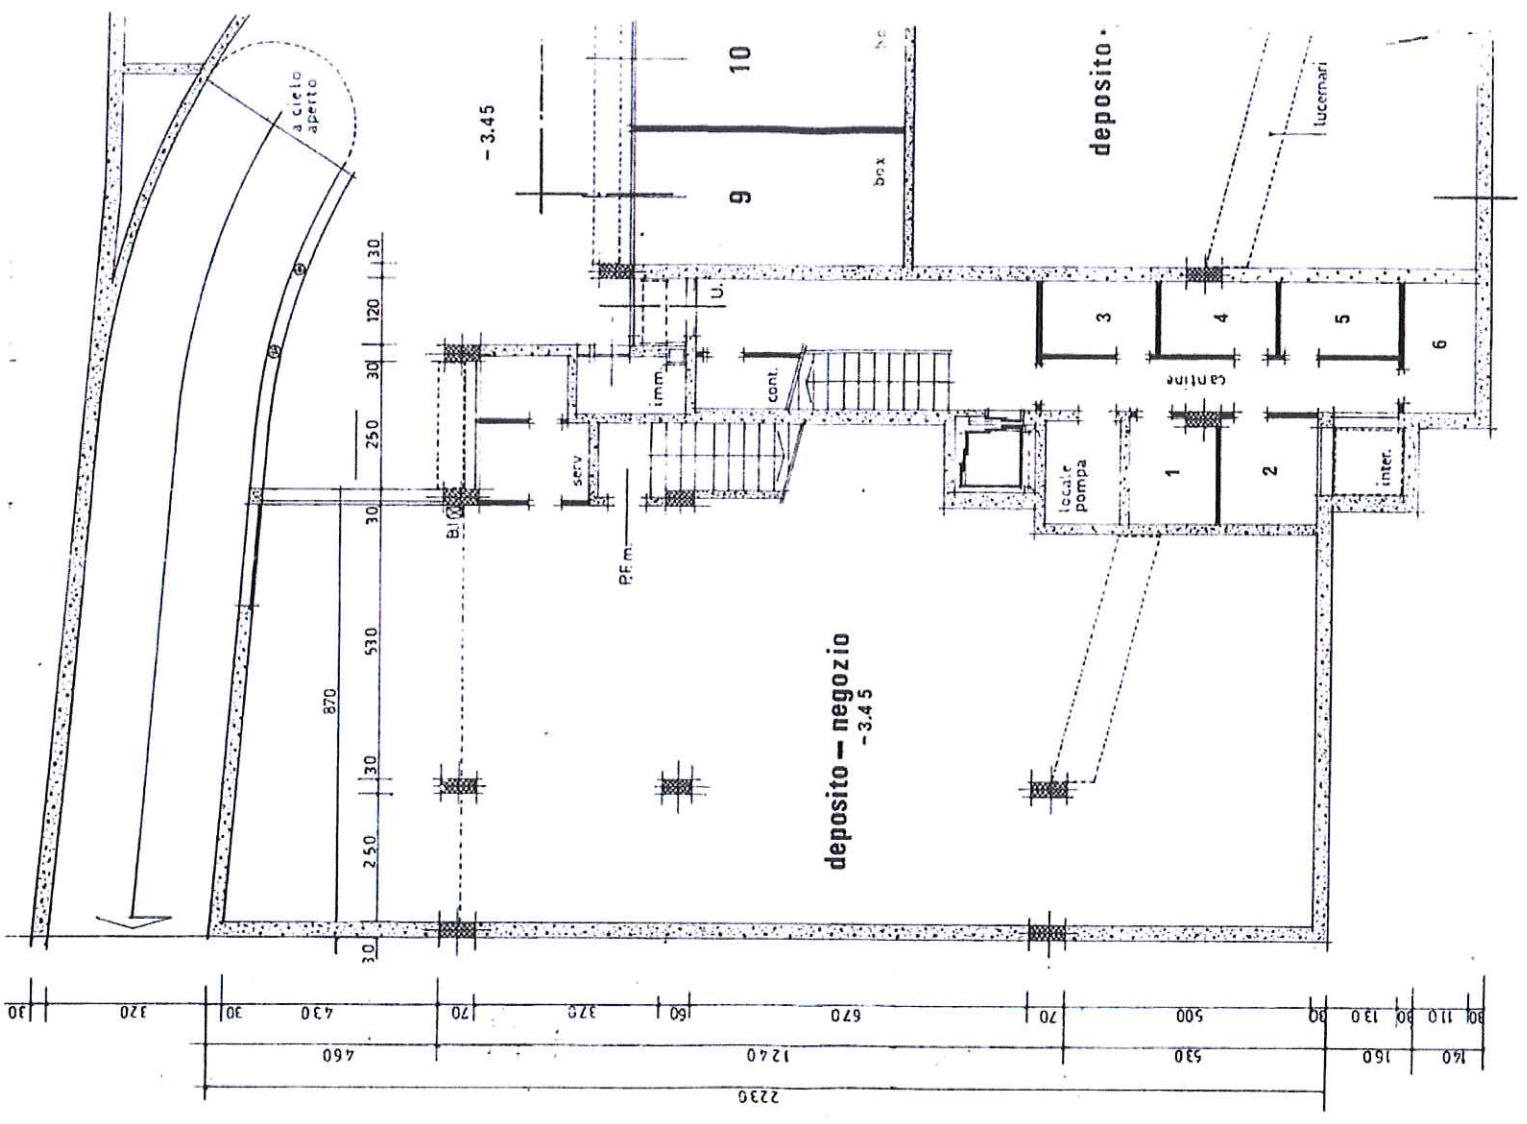 a cielo
aperto
- 3.45
10
9
box
deposito -
lucernari
30
120
30
250
30
530
30
250
30
870
U.
imm.
cont.
serv
B.I
P.F.m.
3
4
5
6
cantine
locale
pompa
1
2
inter.
deposito – negozio
- 3.45
30
320
30
430
70
370
60
670
70
500
30
130
30
110
30
460
1240
530
160
140
2230